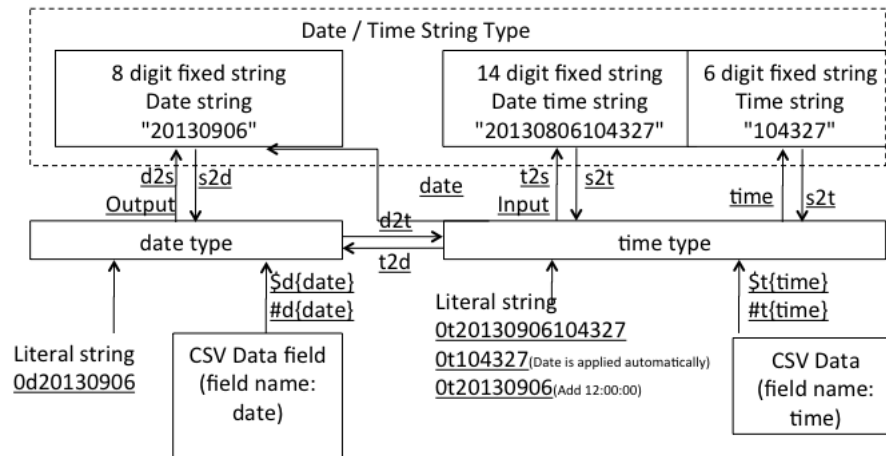 Date / Time String Type
8 digit fixed string
Date string
"20130906"
14 digit fixed string
Date time string
"20130806104327"
6 digit fixed string
Time string
"104327"
d2s
s2d
Output
date
t2s
s2t
Input
time
s2t
date type
d2t
t2d
time type
$d{date}
#d{date}
$t{time}
#t{time}
Literal string
0d20130906
CSV Data field
(field name:
date)
Literal string
0t20130906104327
0t104327(Date is applied automatically)
0t20130906(Add 12:00:00)
CSV Data
(field name:
time)